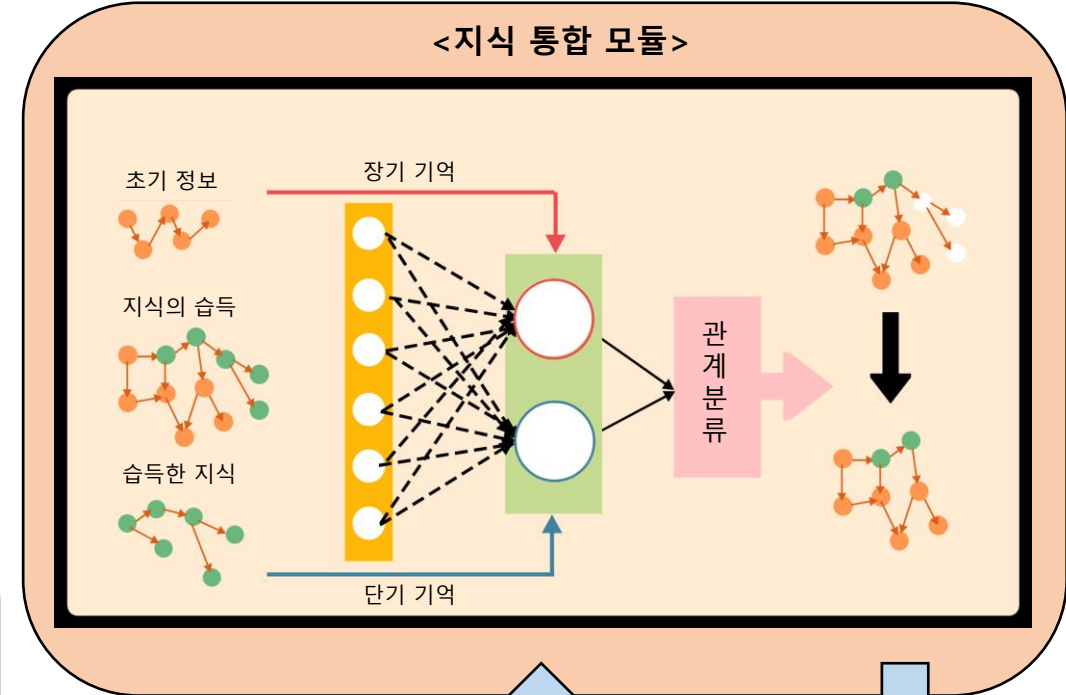 <지식 통합 모듈>
초기 정보
장기 기억
지식의 습득
습득한 지식
단기 기억
관
계
분
류